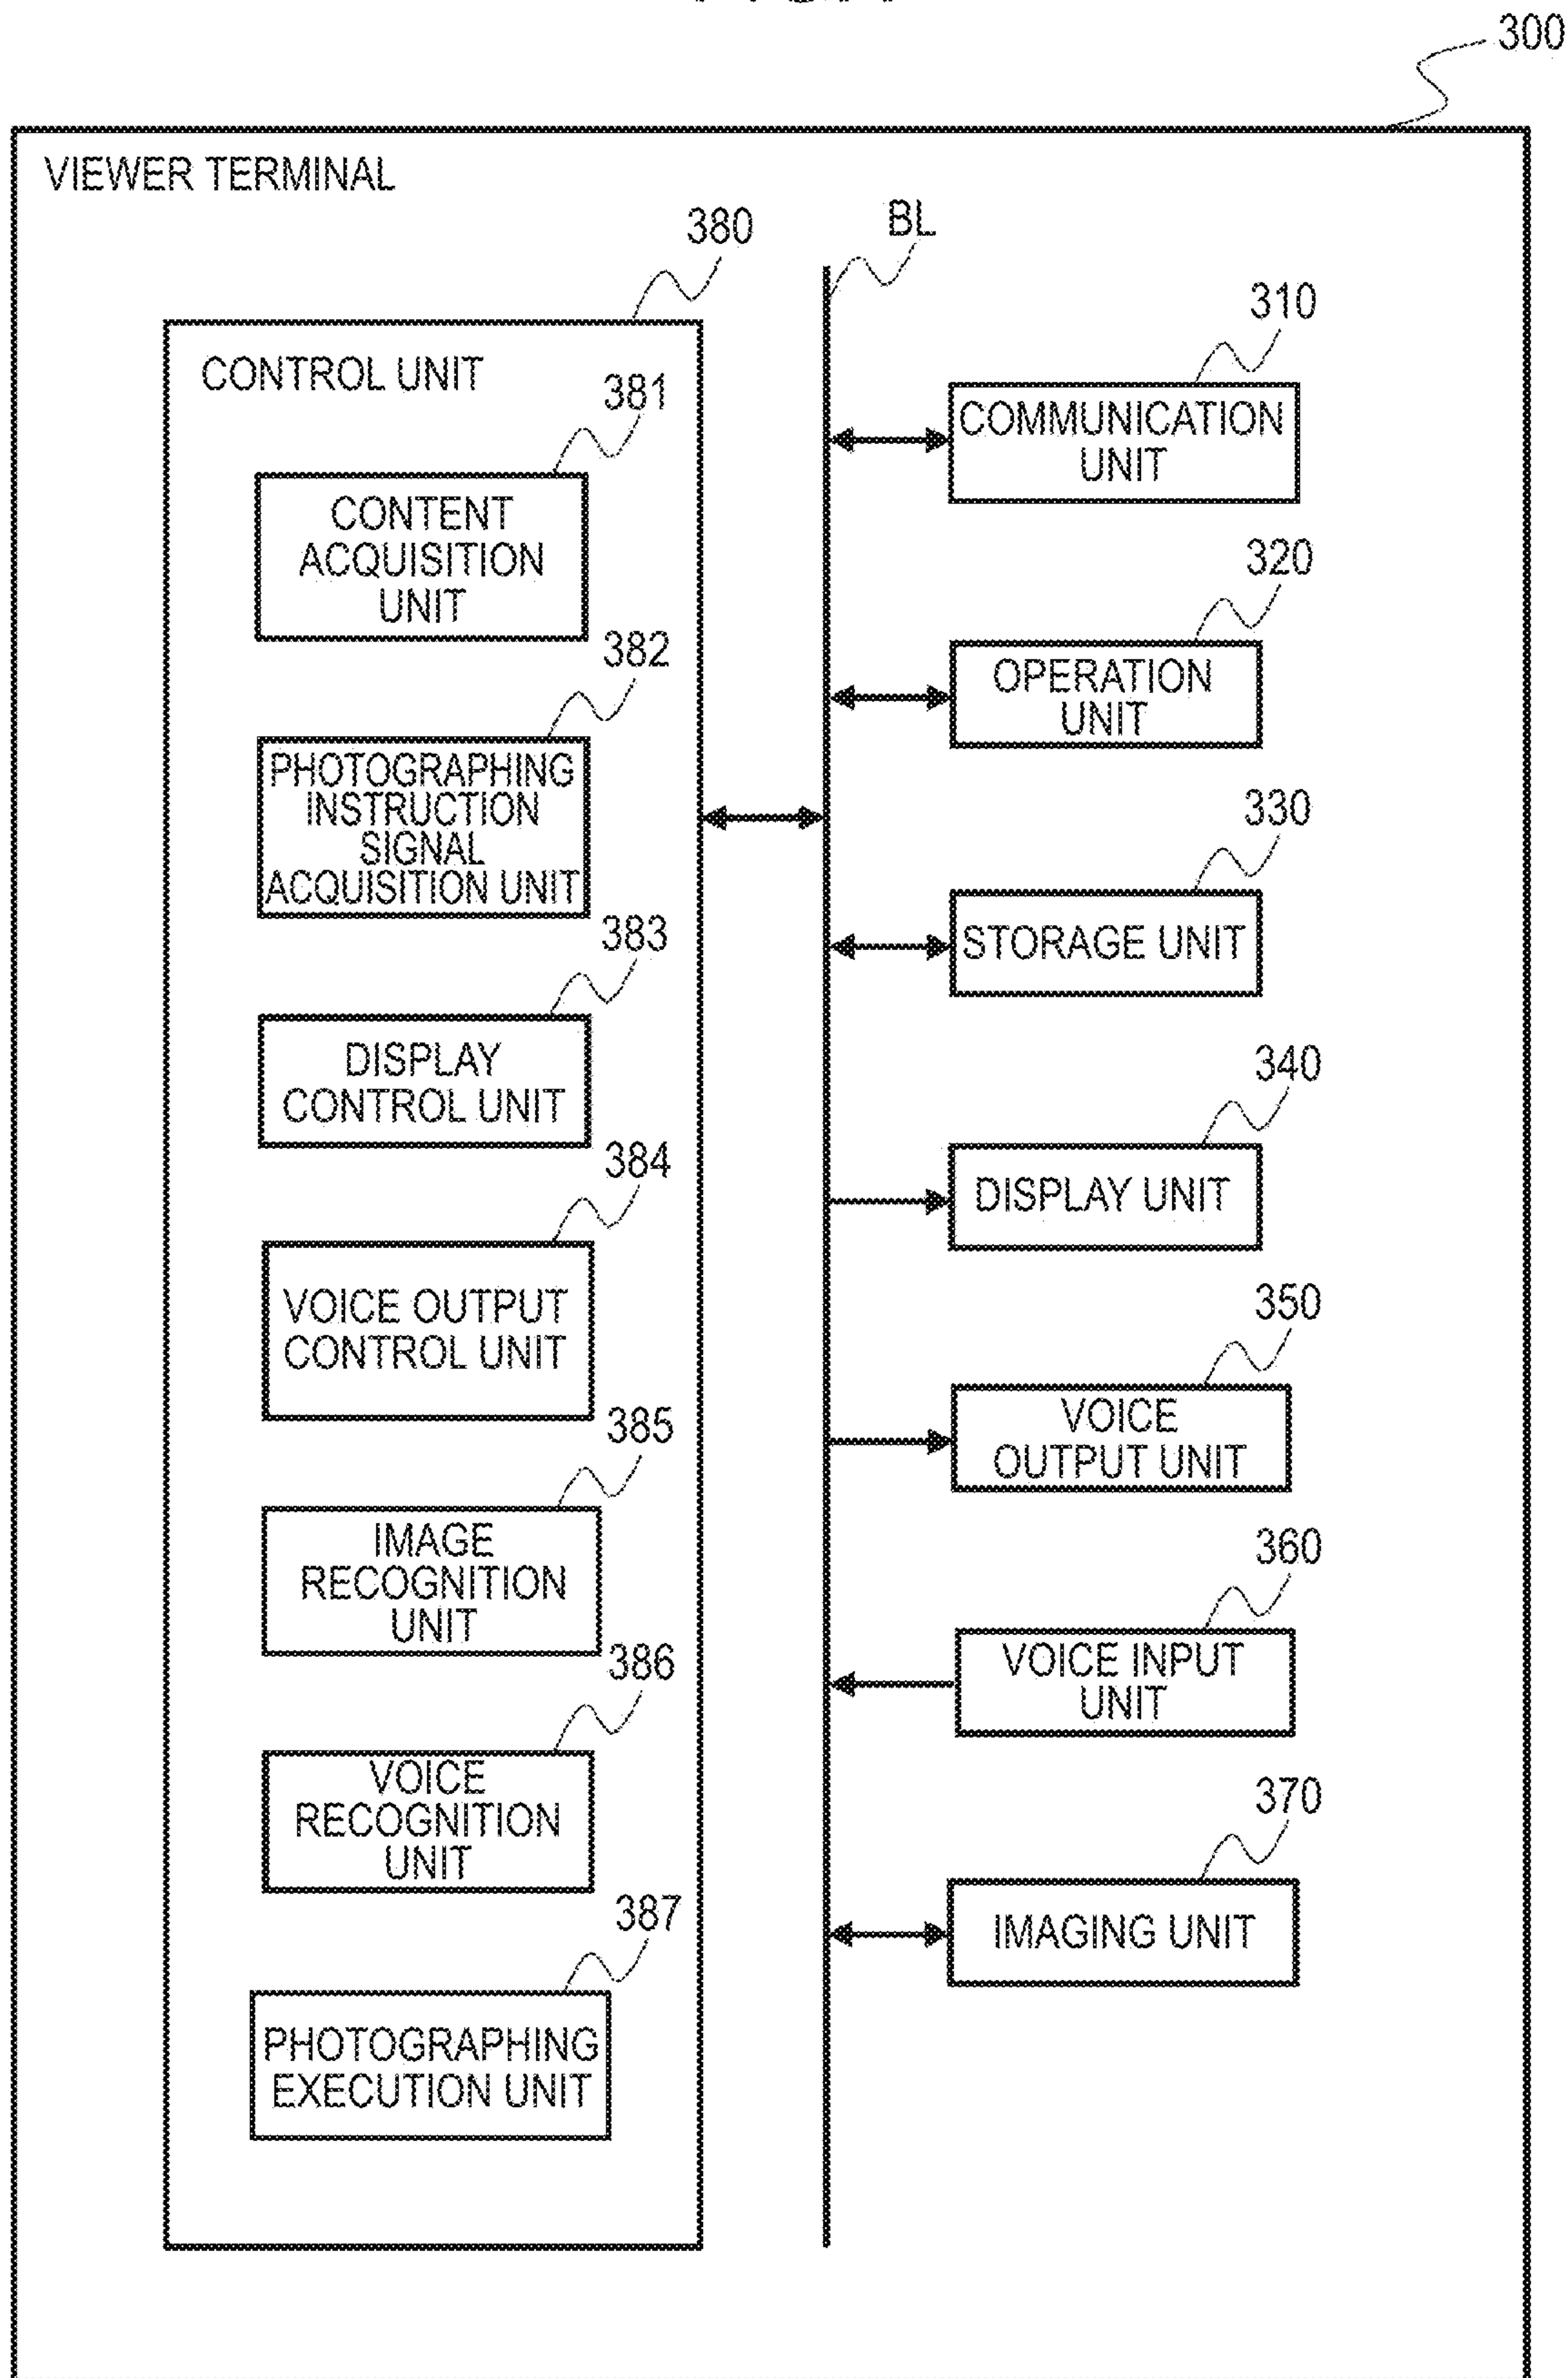 300
VIEWER TERMINAL
380
CONTROL UNIT
381
CONTENT
ACQUISITION
UNIT
382
PHOTOGRAPHING
INSTRUCTION
SIGNAL
ACQUISITION UNIT
383
DISPLAY
CONTROL UNIT
384
VOICE OUTPUT
CONTROL UNIT
385
IMAGE
RECOGNITION
UNIT
386
VOICE
RECOGNITION
UNIT
387
PHOTOGRAPHING
EXECUTION UNIT
BL
310
COMMUNICATION
UNIT
320
OPERATION
UNIT
330
STORAGE UNIT
340
DISPLAY UNIT
350
VOICE
OUTPUT UNIT
360
VOICE INPUT
UNIT
370
IMAGING UNIT